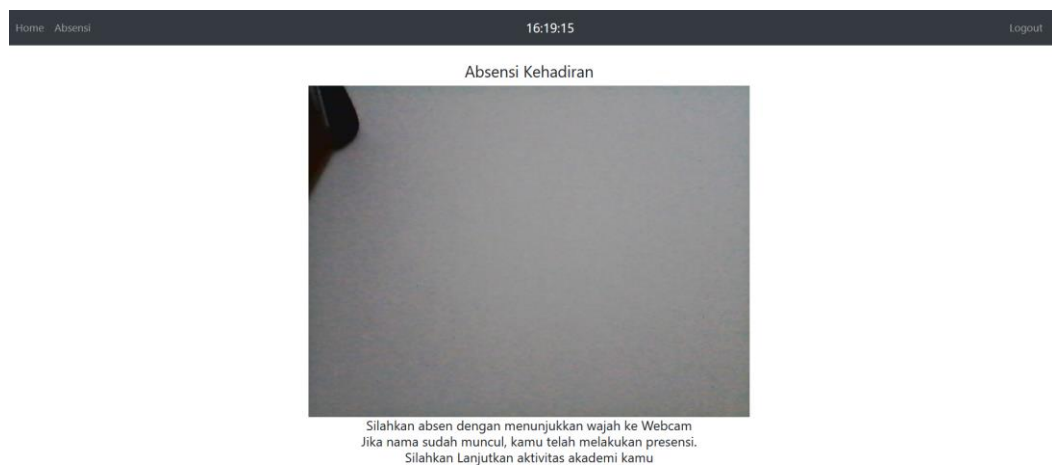 Home Absensi 16:19:15 Logout
Absensi Kehadiran
Silahkan absen dengan menunjukkan wajah ke Webcam
Jika nama sudah muncul, kamu telah melakukan presensi.
Silahkan Lanjutkan aktivitas akademi kamu